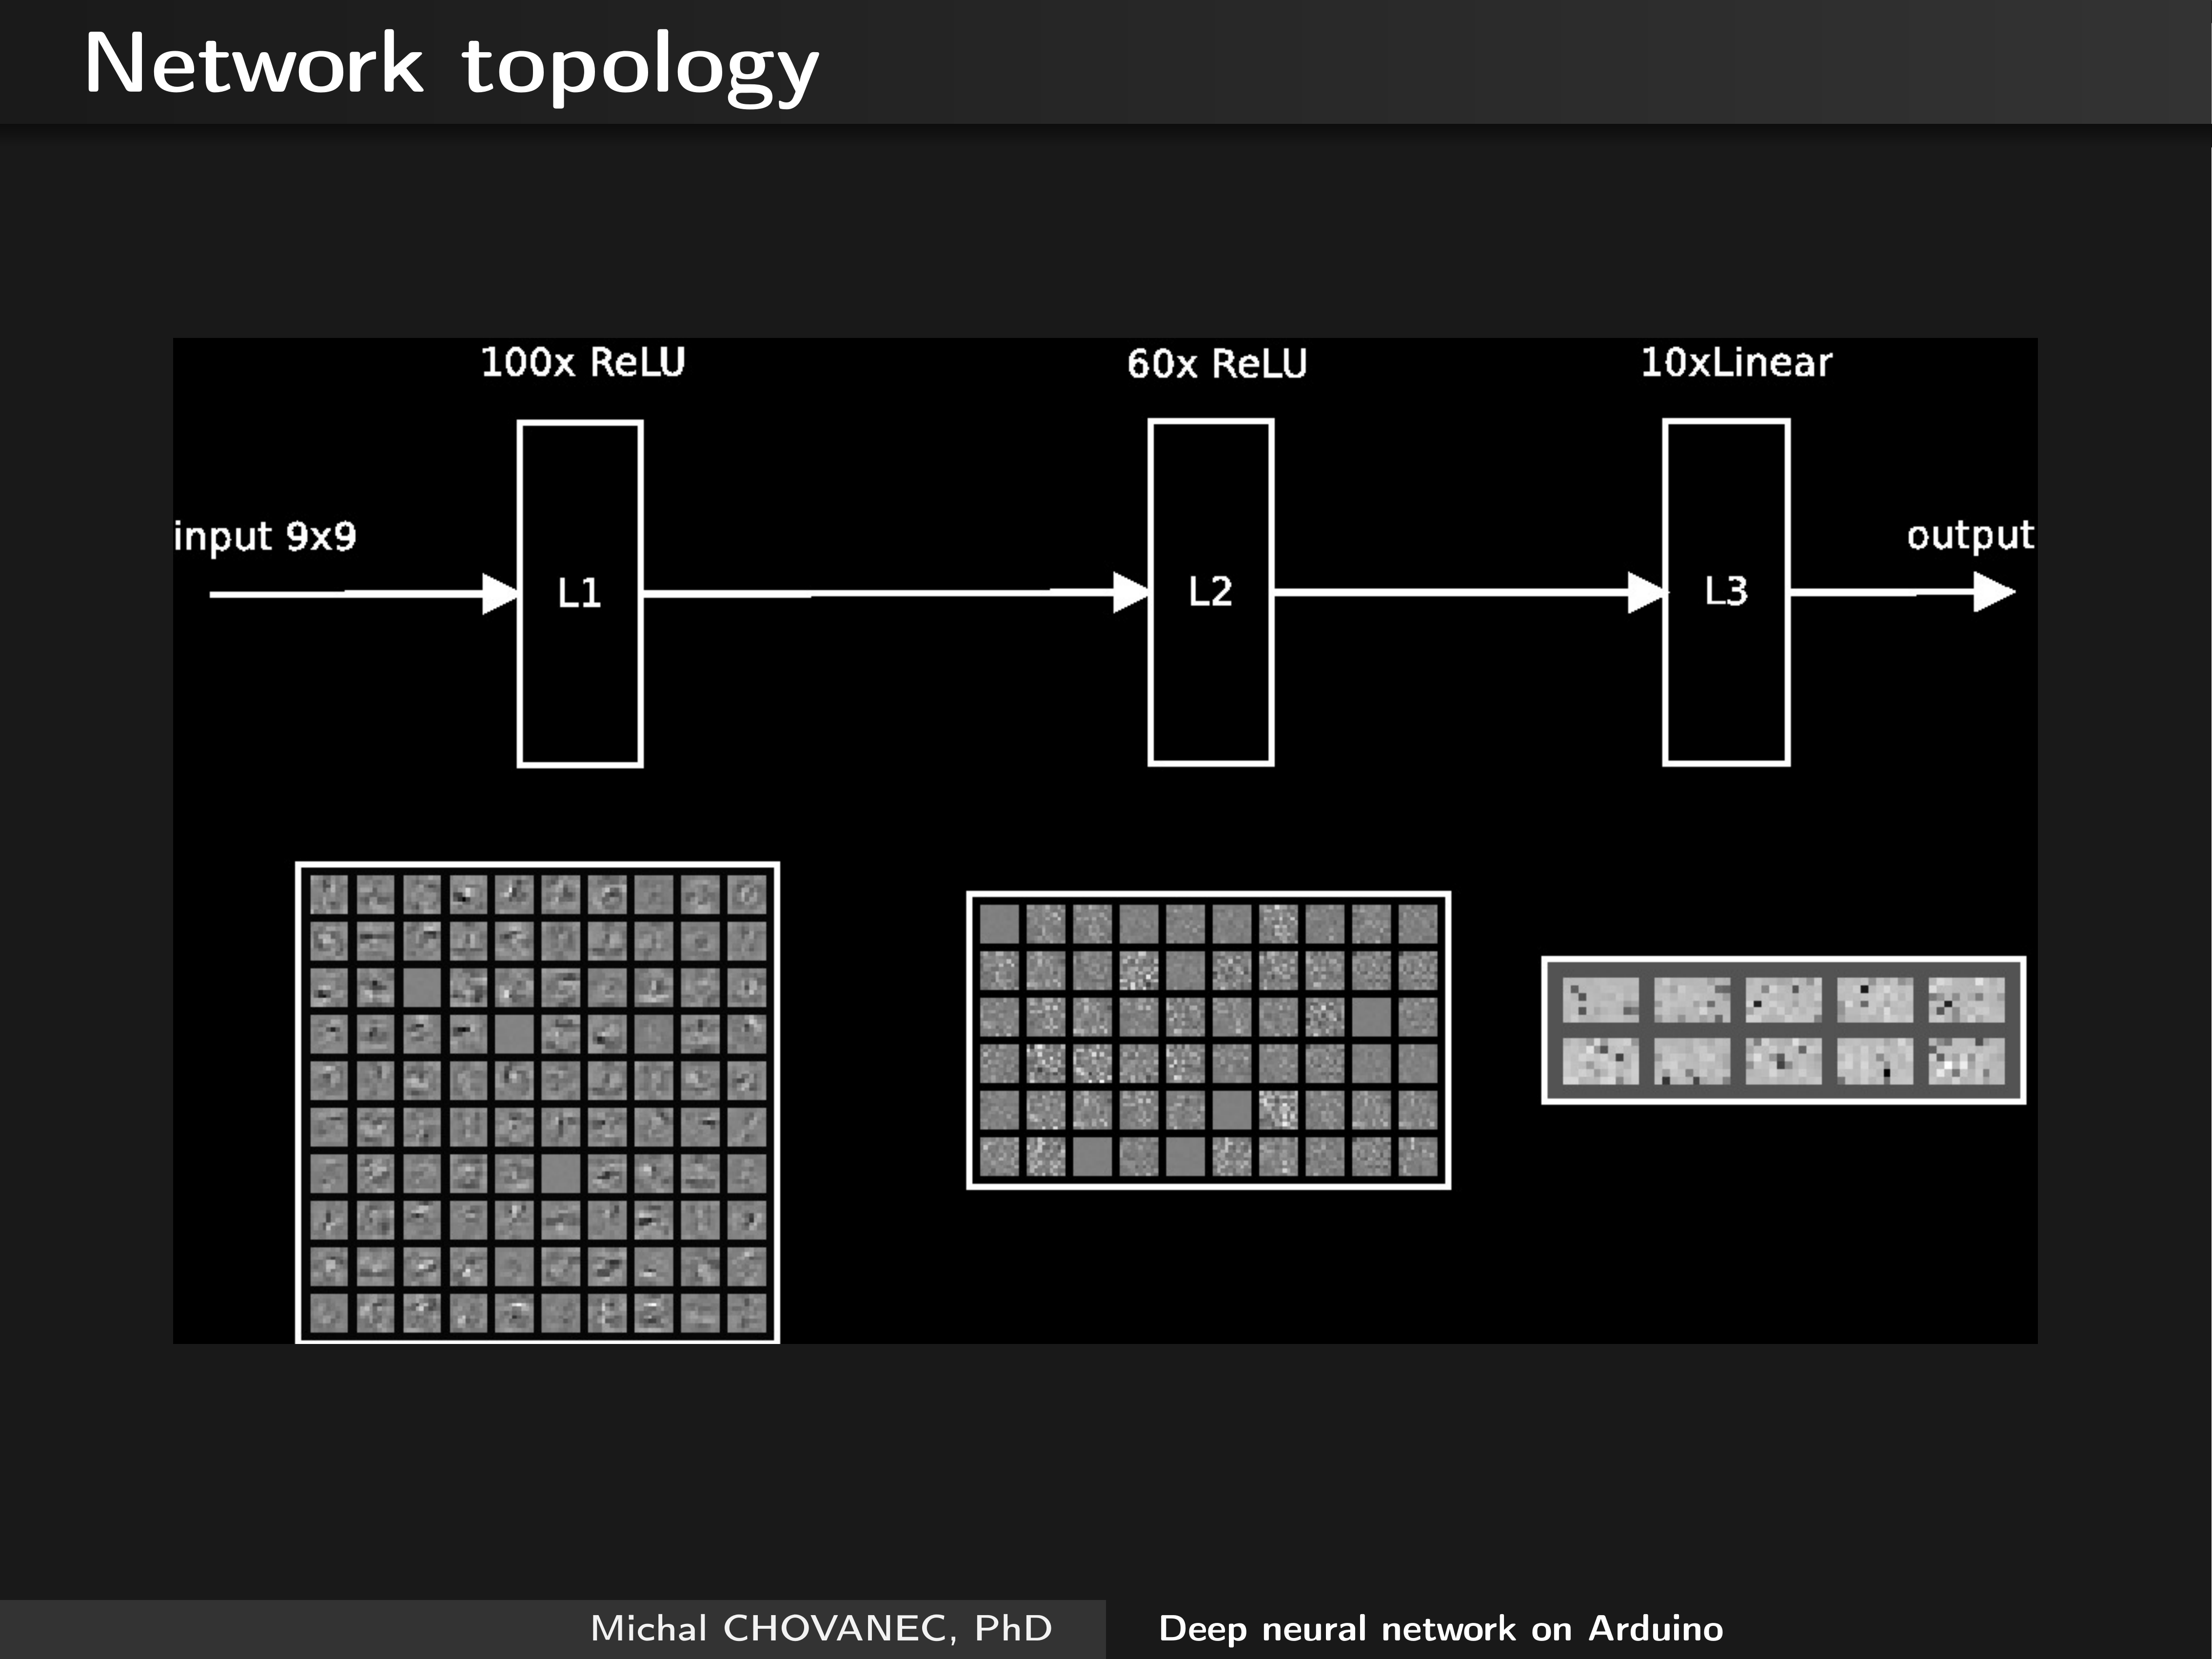 Network topology
100x ReLU
60x ReLU
10xLinear
input 9x9
output
L1
L2
L3
Michal CHOVANEC, PhD
Deep neural network on Arduino